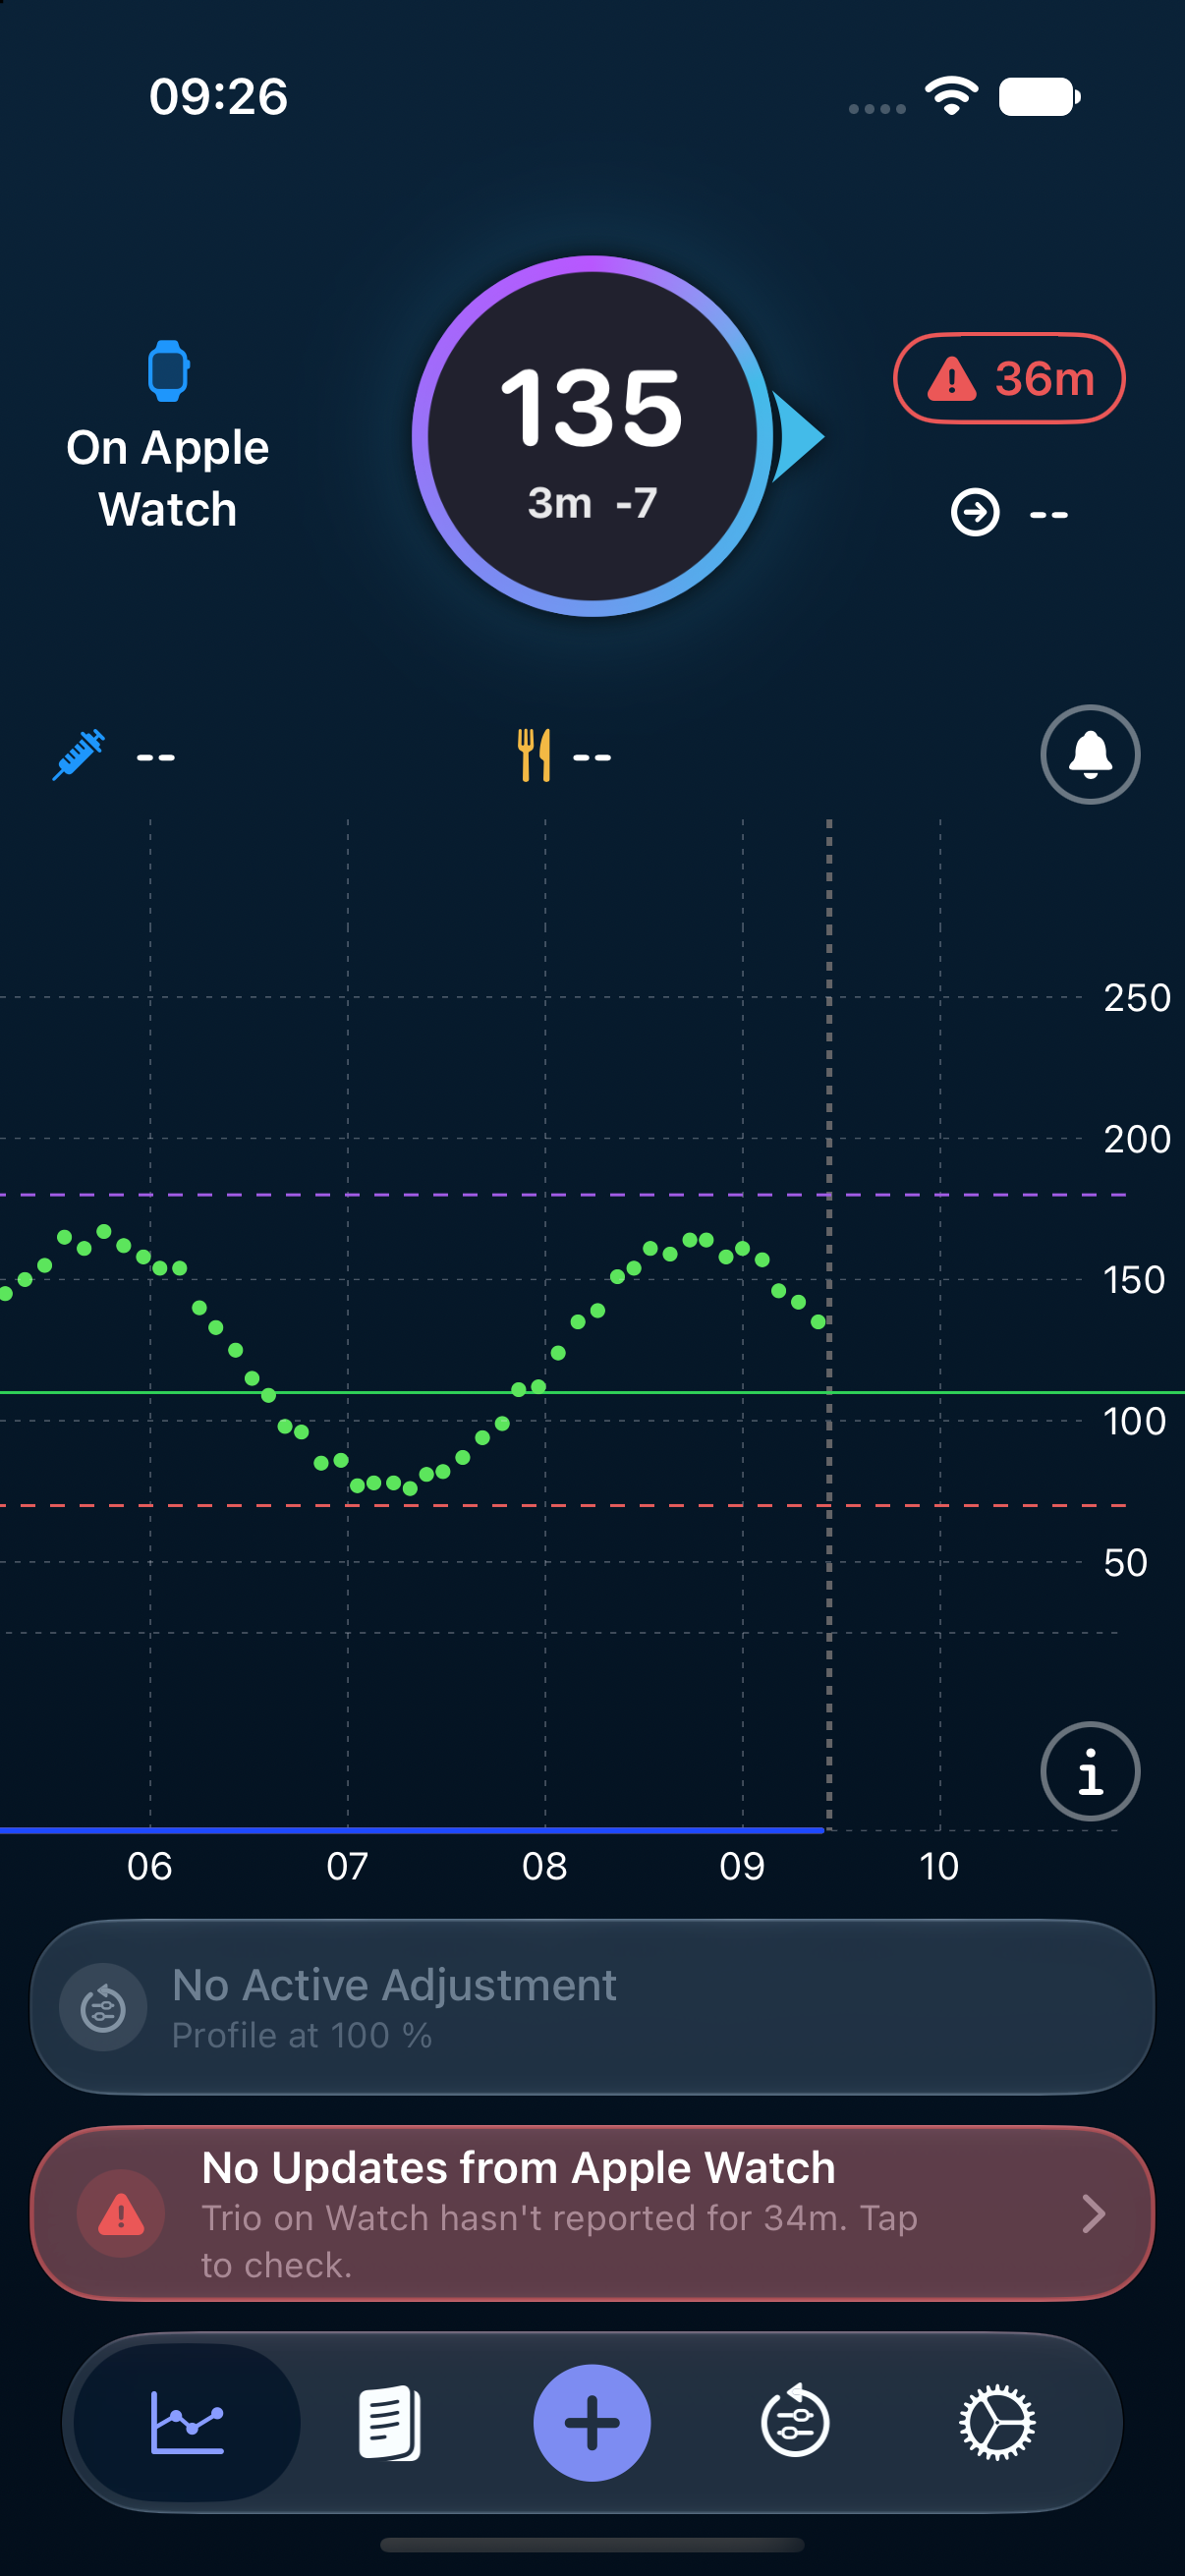 09:26
On Apple
Watch
135
3m -7
36m
--
--
--
250
200
150
100
50
06 07 08 09 10
No Active Adjustment
Profile at 100 %
No Updates from Apple Watch
Trio on Watch hasn't reported for 34m. Tap
to check.